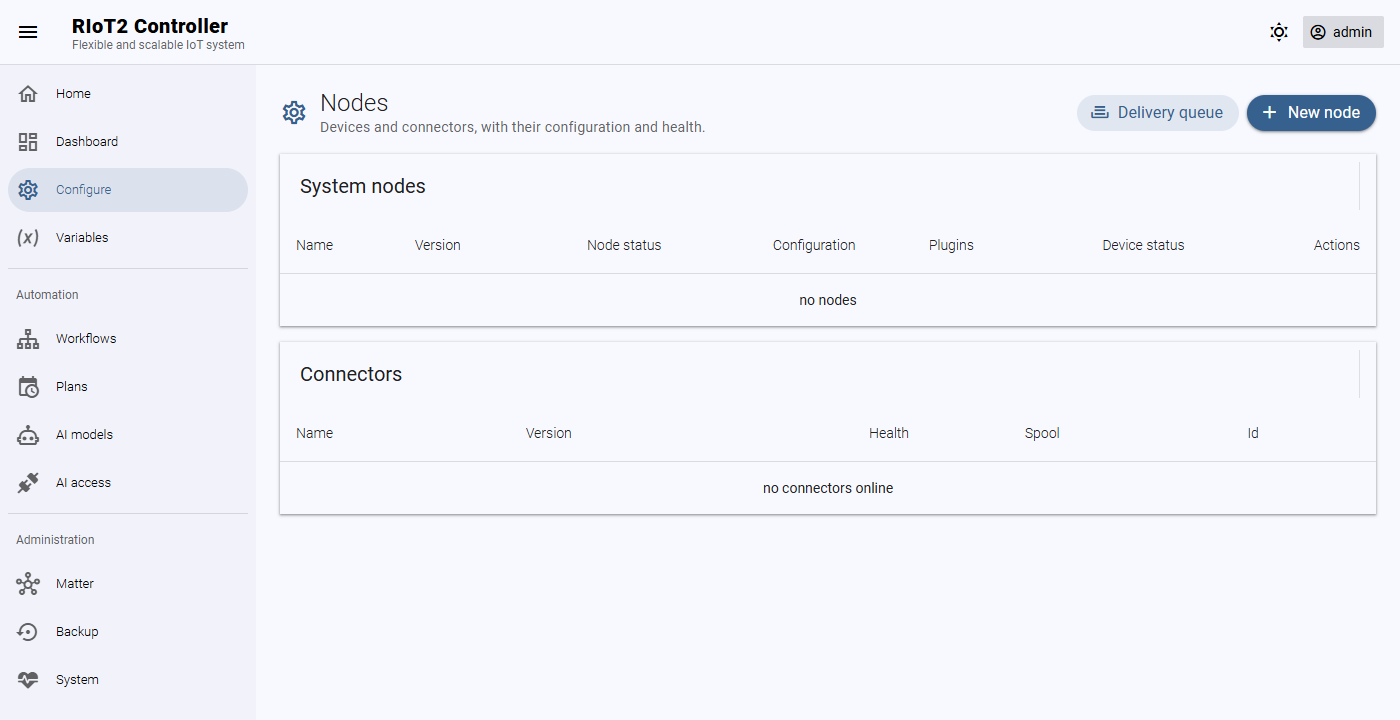 RIoT2 Controller
Flexible and scalable IoT system
admin
Home
Dashboard
Configure
(x) Variables
Automation
Workflows
Plans
AI models
AI access
Administration
Matter
Backup
System
Nodes
Devices and connectors, with their configuration and health.
Delivery queue
+ New node
System nodes
Name Version Node status Configuration Plugins Device status Actions
no nodes
Connectors
Name Version Health Spool Id
no connectors online